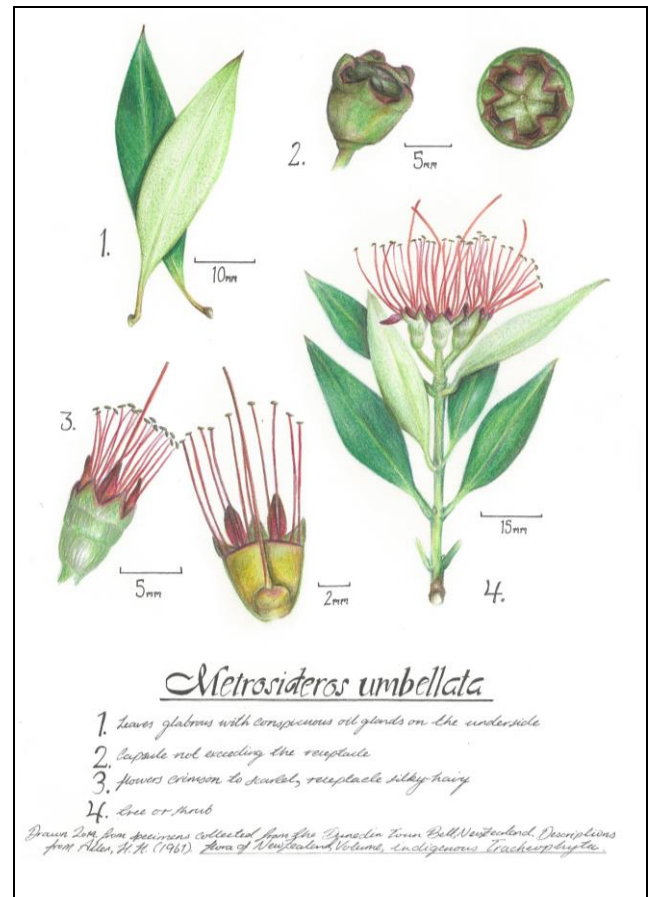 2.
5mm
1.
10mm
3.
5mm
2mm
15mm
4.
Metrosideros umbellata
1. Leaves glabrous with conspicuous oil glands on the underside
2. Capsule not exceeding the receptacle
3. flowers crimson to scarlet, receptacle silky-hairy
4. tree or shrub
Drawn from specimens collected from the Dunedin Town Belt, New Zealand. Descriptions
from Allan, H. H. (1961). flora of New Zealand, Volume, indigenous Tracheophyta.